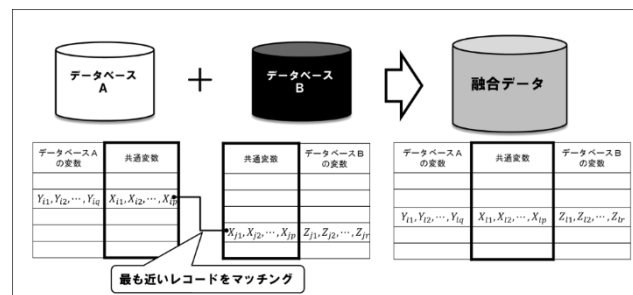 データベース
A
+
データベース
B
融合データ
データベースA
の変数
共通変数
Y_{i1}, Y_{i2}, ⋯, Y_{iq}
X_{i1}, X_{i2}, ⋯, X_{ip}
共通変数
データベースB
の変数
X_{j1}, X_{j2}, ⋯, X_{jp}
Z_{j1}, Z_{j2}, ⋯, Z_{jr}
データベースA
の変数
共通変数
データベースB
の変数
Y_{l1}, Y_{l2}, ⋯, Y_{lq}
X_{l1}, X_{l2}, ⋯, X_{lp}
Z_{l1}, Z_{l2}, ⋯, Z_{lr}
最も近いレコードをマッチング